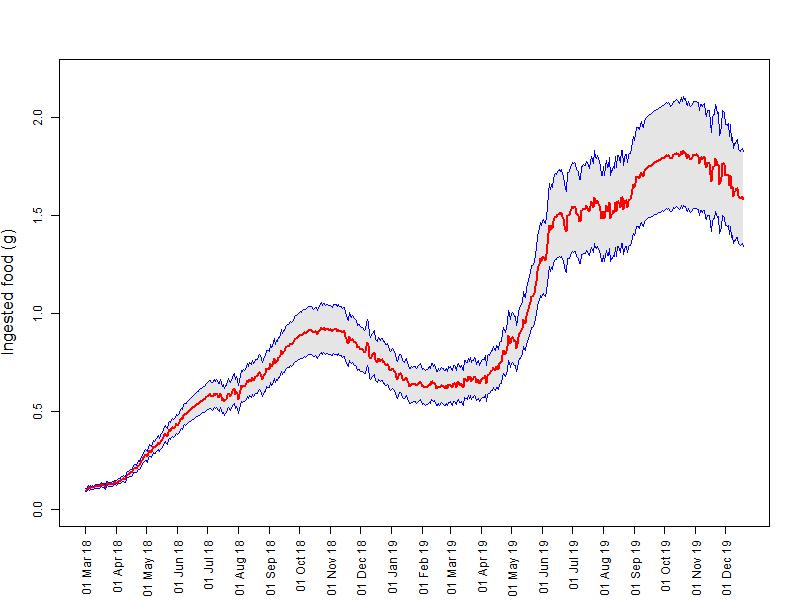 Ingested food (g)
2.0
1.5
1.0
0.5
0.0
01 Mar 18
01 Apr 18
01 May 18
01 Jun 18
01 Jul 18
01 Aug 18
01 Sep 18
01 Oct 18
01 Nov 18
01 Dec 18
01 Jan 19
01 Feb 19
01 Mar 19
01 Apr 19
01 May 19
01 Jun 19
01 Jul 19
01 Aug 19
01 Sep 19
01 Oct 19
01 Nov 19
01 Dec 19